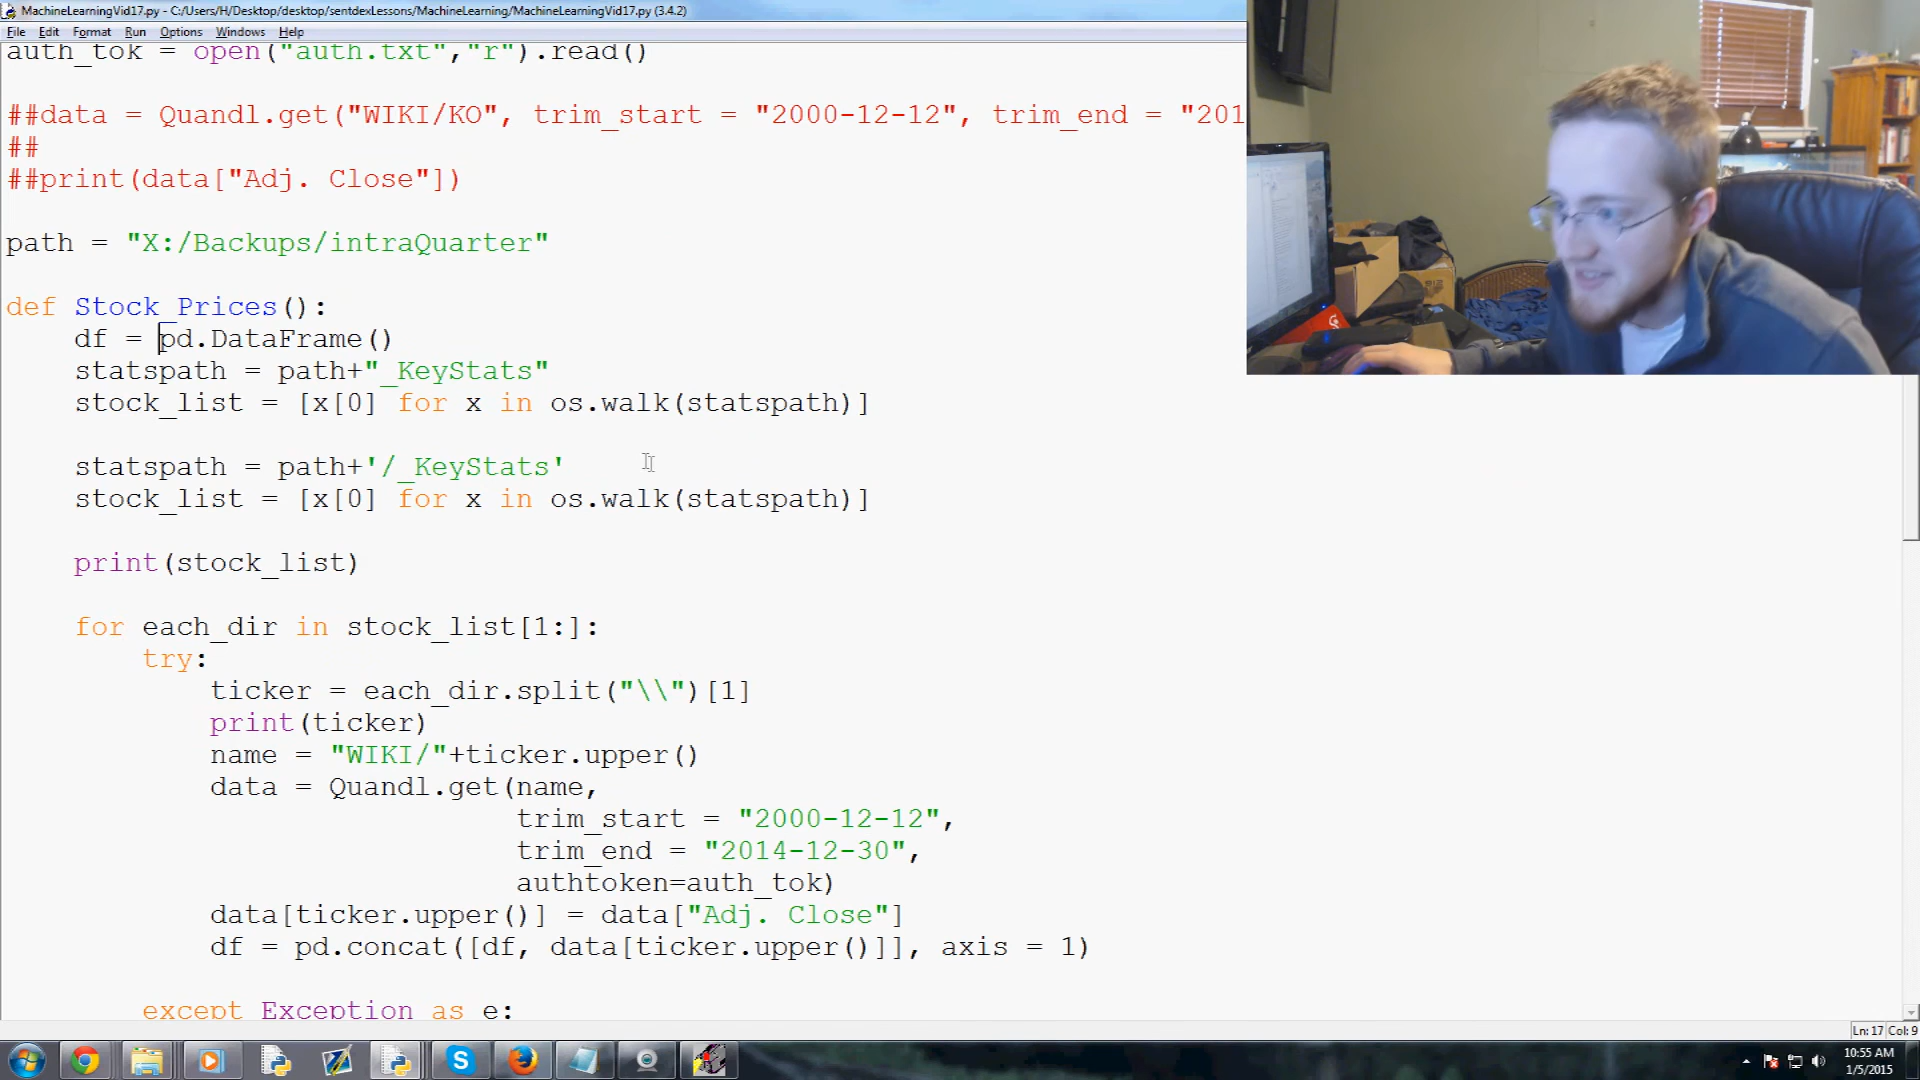 MachineLearningVid17.py - C:/Users/H/Desktop/desktop/sentdexLessons/MachineLearning/MachineLearningVid17.py (3.4.2)
File Edit Format Run Options Windows Help
auth_tok = open("auth.txt","r").read()
##data = Quandl.get("WIKI/KO", trim_start = "2000-12-12", trim_end = "201
##
##print(data["Adj. Close"])
path = "X:/Backups/intraQuarter"
def Stock_Prices():
df = pd.DataFrame()
statspath = path+"_KeyStats"
stock_list = [x[0] for x in os.walk(statspath)]
statspath = path+'/_KeyStats'
stock_list = [x[0] for x in os.walk(statspath)]
print(stock_list)
for each_dir in stock_list[1:]:
try:
ticker = each_dir.split("\\")[1]
print(ticker)
name = "WIKI/"+ticker.upper()
data = Quandl.get(name,
trim_start = "2000-12-12",
trim_end = "2014-12-30",
authtoken=auth_tok)
data[ticker.upper()] = data["Adj. Close"]
df = pd.concat([df, data[ticker.upper()]], axis = 1)
except Exception as e:
Ln: 17 Col: 9
10:55 AM
1/5/2015